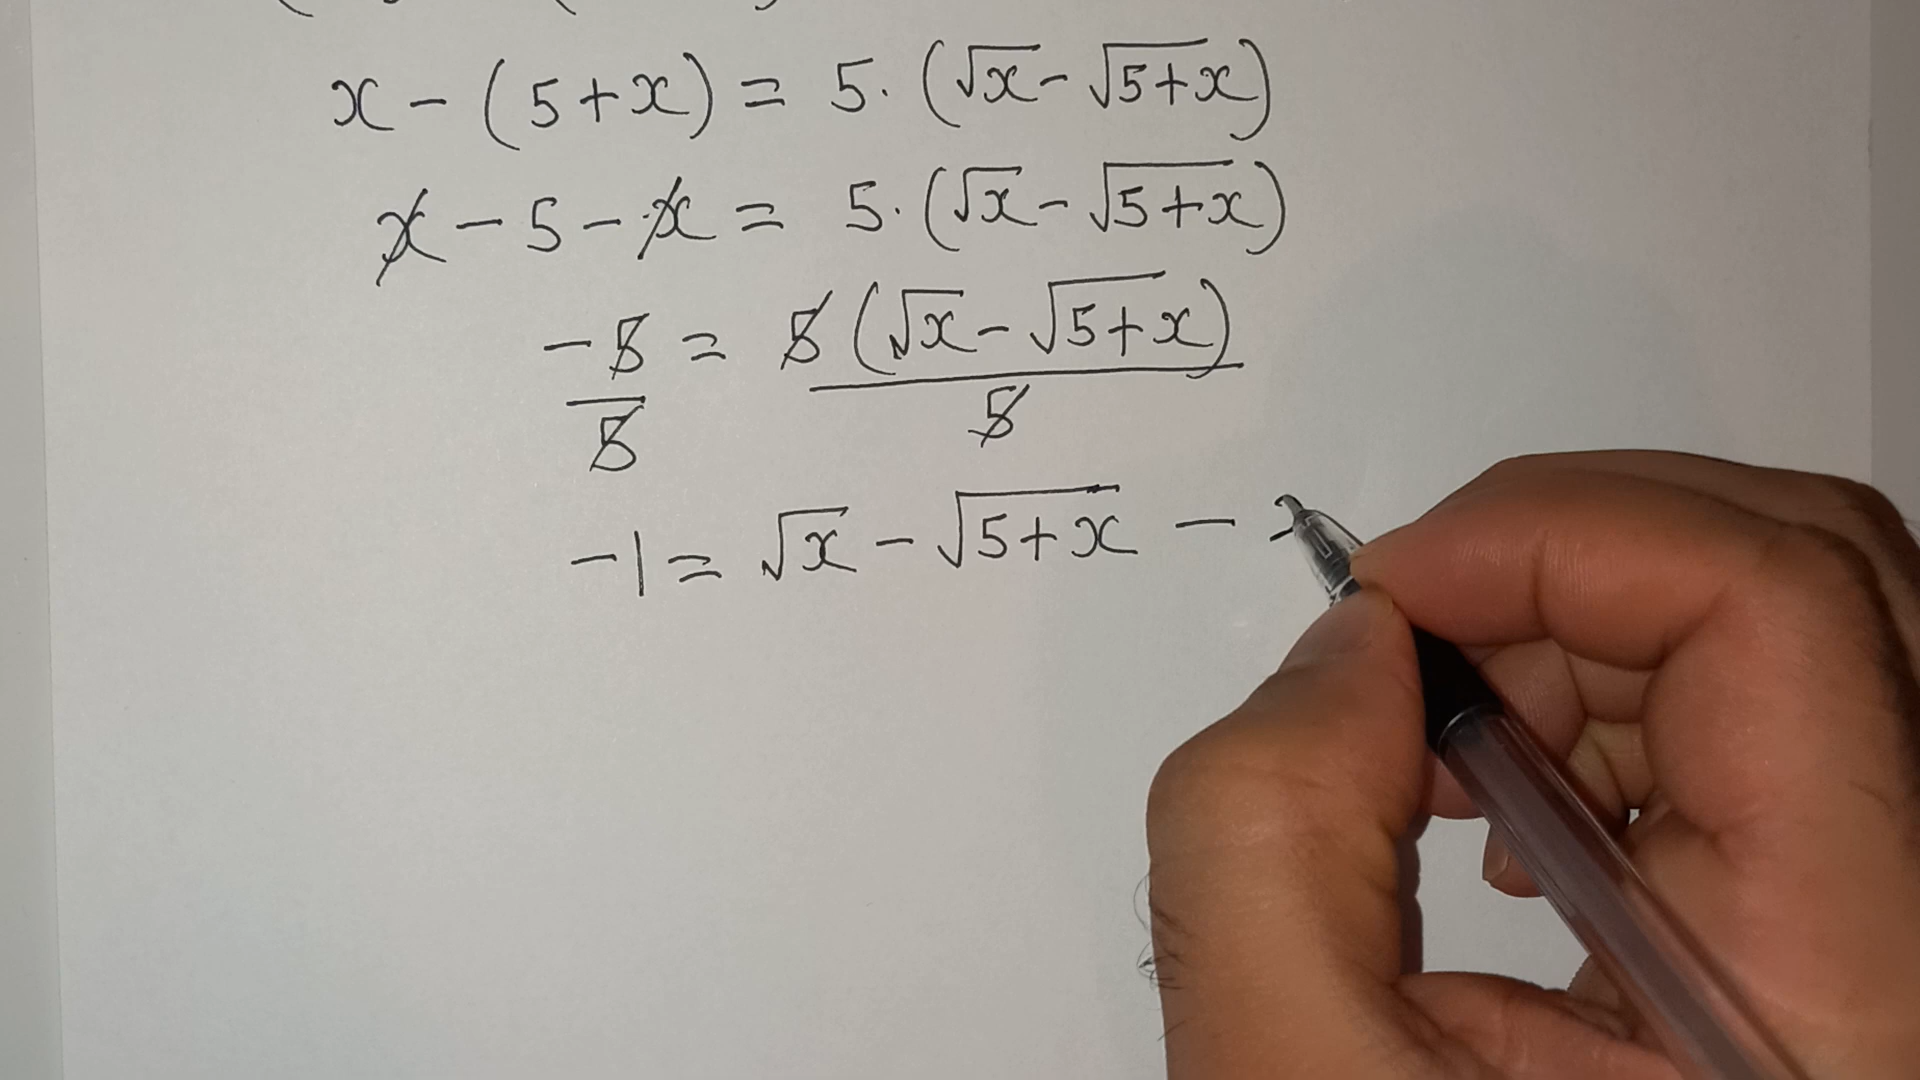 x - (5+x) = 5. (√x - √5+x)
x - 5 - x = 5. (√x - √5+x)
-5/5 = 5(√x - √5+x)/5
-1 = √x - √5+x -